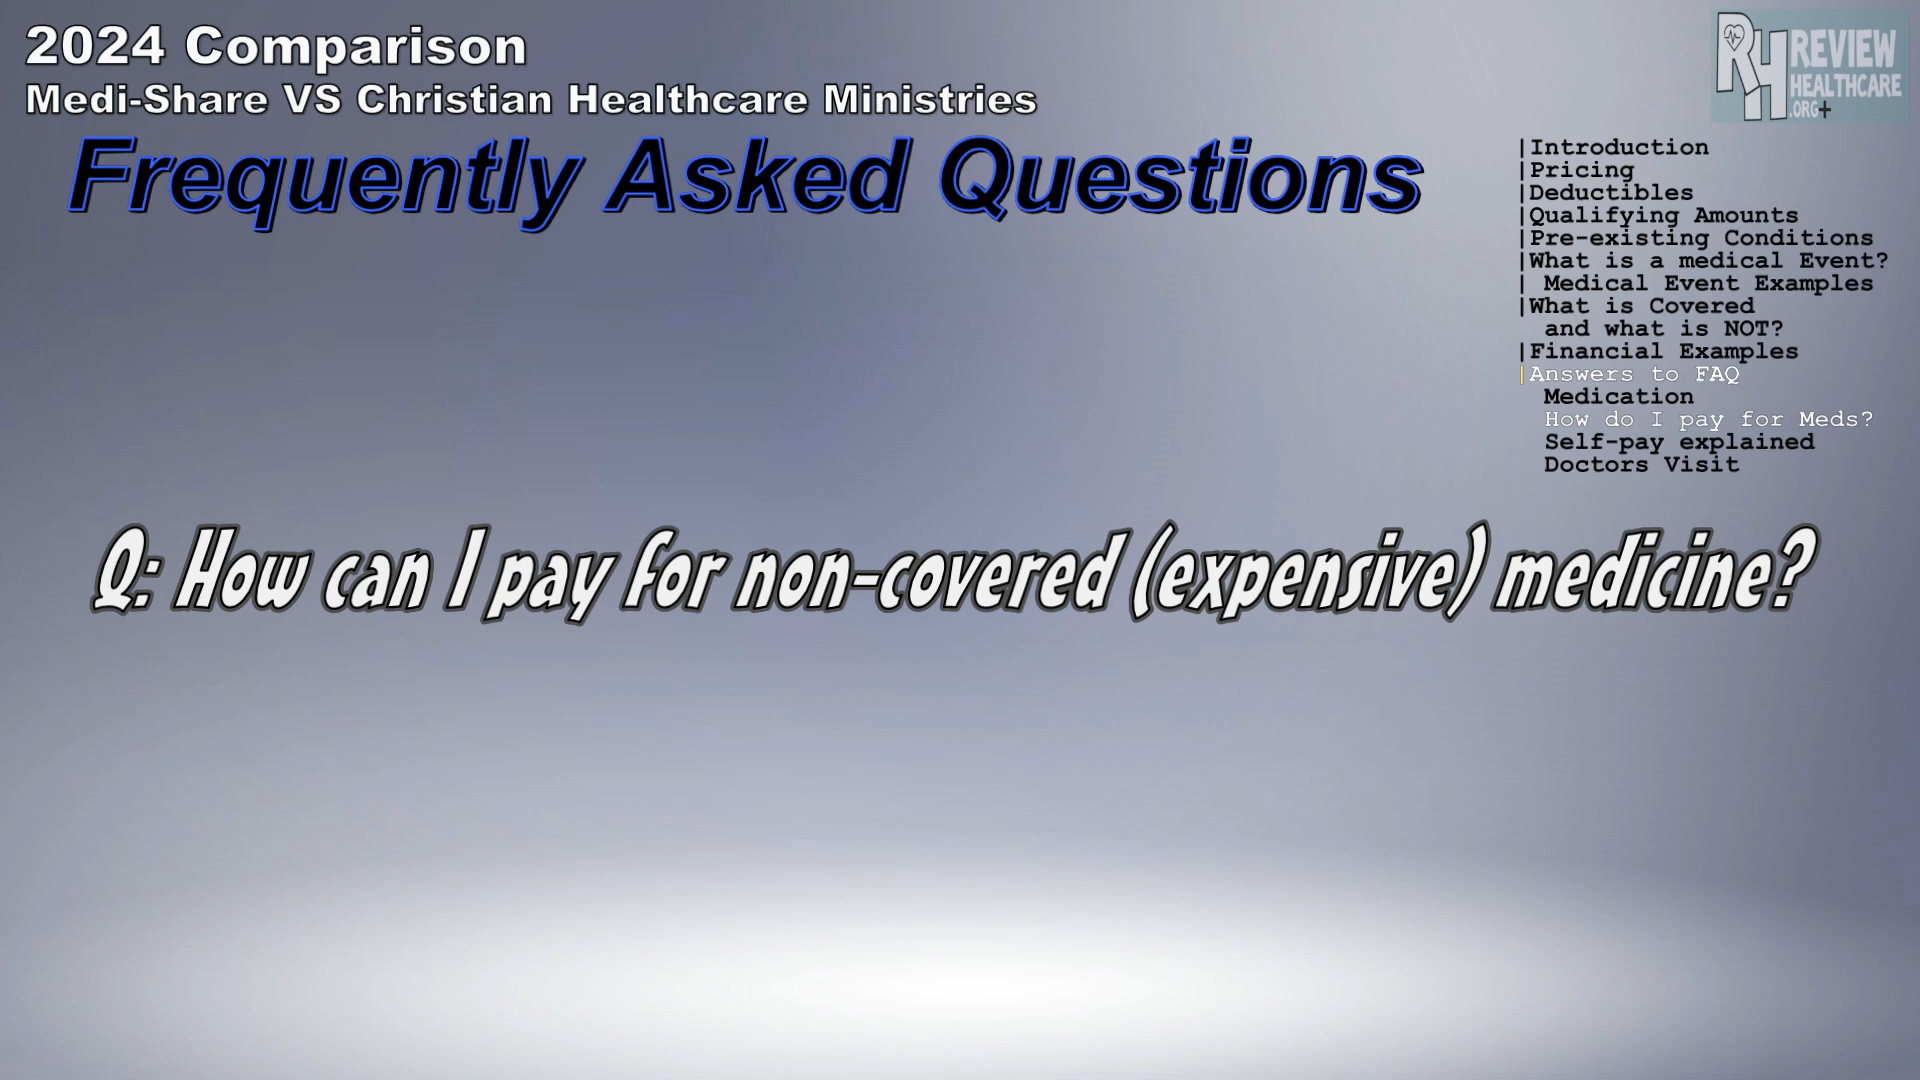 2024 Comparison
Medi-Share VS Christian Healthcare Ministries
Frequently Asked Questions
RH REVIEW
HEALTHCARE
.ORG+
|Introduction
|Pricing
|Deductibles
|Qualifying Amounts
|Pre-existing Conditions
|What is a medical Event?
| Medical Event Examples
|What is Covered
and what is NOT?
|Financial Examples
|Answers to FAQ
Medication
How do I pay for Meds?
Self-pay explained
Doctors Visit
Q: How can I pay for non-covered (expensive) medicine?